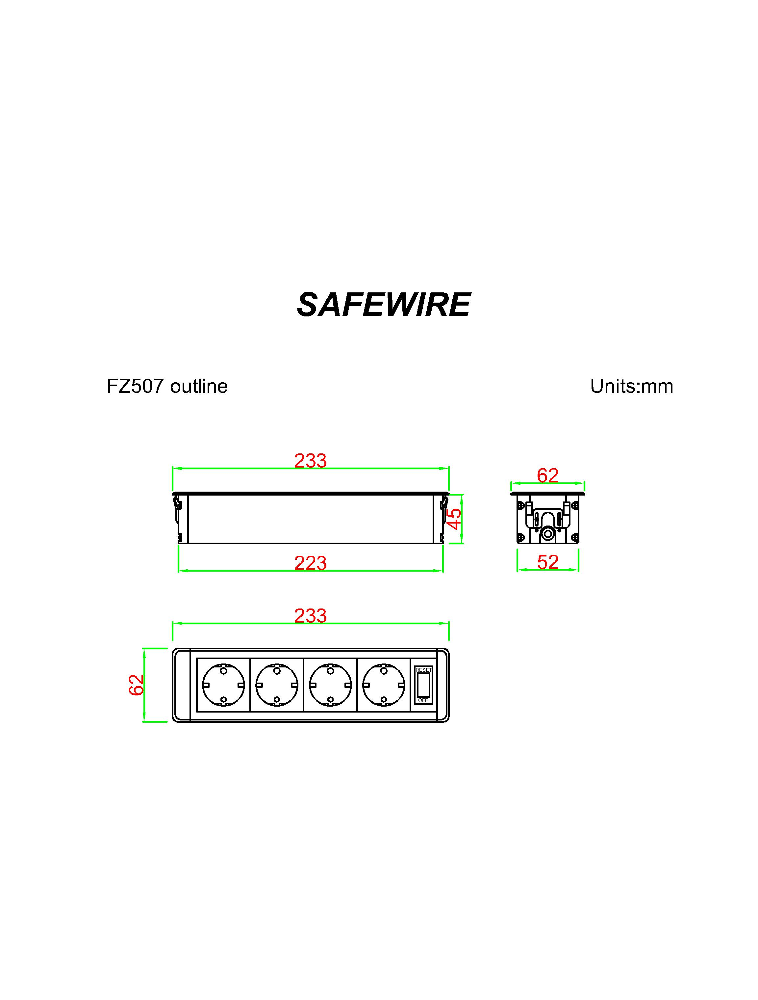 SAFEWIRE
FZ507 outline
Units:mm
233
62
45
223
52
233
62
RESET
OFF